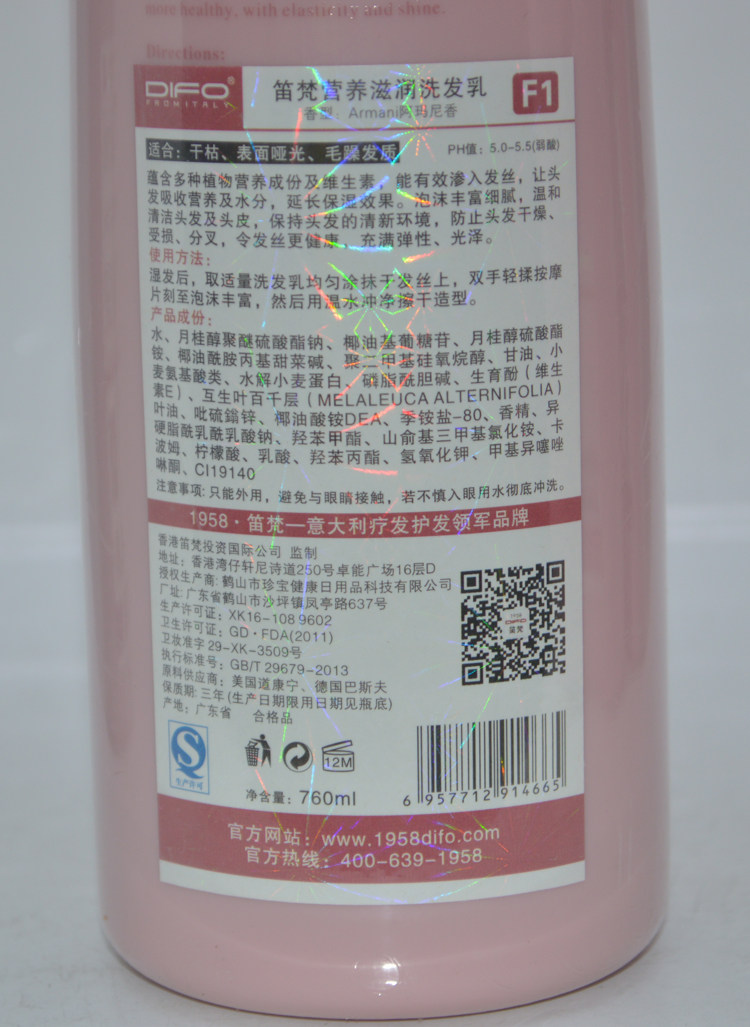 more healthy, with elasticity and shine.
Directions:
DIFO®
FROM ITALY
笛梵营养滋润洗发乳
F1
香型：Armani阿玛尼香
适合：干枯、表面哑光、毛躁发质
PH值：5.0-5.5(弱酸)
蕴含多种植物营养成份及维生素，能有效渗入发丝，让头
发吸收营养及水分，延长保湿效果。泡沫丰富细腻，温和
清洁头发及头皮，保持头发的清新环境，防止头发干燥、
受损、分叉，令发丝更健康，充满弹性、光泽。
使用方法：
湿发后，取适量洗发乳均匀涂抹于发丝上，双手轻揉按摩
片刻至泡沫丰富，然后用温水冲净擦干造型。
产品成份：
水、月桂醇聚醚硫酸酯钠、椰油基葡糖苷、月桂醇硫酸酯
铵、椰油酰胺丙基甜菜碱、聚二甲基硅氧烷醇、甘油、小
麦氨基酸类、水解小麦蛋白、磷脂酰胆碱、生育酚（维生
素E）、互生叶百千层（MELALEUCA ALTERNIFOLIA）
叶油、吡硫鎓锌、椰油酸铵DEA、季铵盐-80、香精、异
硬脂酰乳酰乳酸钠、羟苯甲酯、山俞基三甲基氯化铵、卡
波姆、柠檬酸、乳酸、羟苯丙酯、氢氧化钾、甲基异噻唑
啉酮、CI19140
注意事项：只能外用，避免与眼睛接触，若不慎入眼用水彻底冲洗。
1958·笛梵—意大利疗发护发领军品牌
香港笛梵投资国际公司 监制
地址：香港湾仔轩尼诗道250号卓能广场16层D
授权生产商：鹤山市珍宝健康日用品科技有限公司
厂址：广东省鹤山市沙坪镇凤亭路637号
生产许可证：XK16-108 9602
卫生许可证：GD·FDA(2011)
卫妆准字29-XK-3509号
执行标准号：GB/T 29679-2013
原料供应商：美国道康宁、德国巴斯夫
保质期：三年(生产日期限用日期见瓶底)
产地：广东省 合格品
DIFO
笛梵
生产许可
12M
净含量：760ml
6 957712 914665
官方网站：www.1958difo.com
官方热线：400-639-1958